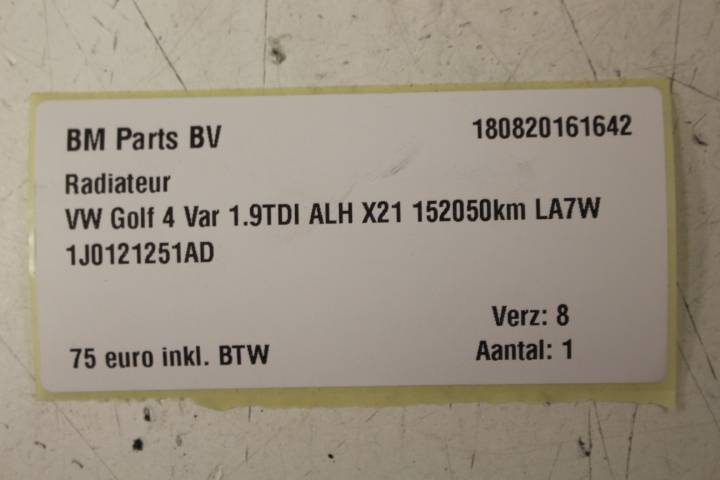 BM Parts BV 180820161642
Radiateur
VW Golf 4 Var 1.9TDI ALH X21 152050km LA7W
1J0121251AD
Verz: 8
75 euro inkl. BTW Aantal: 1